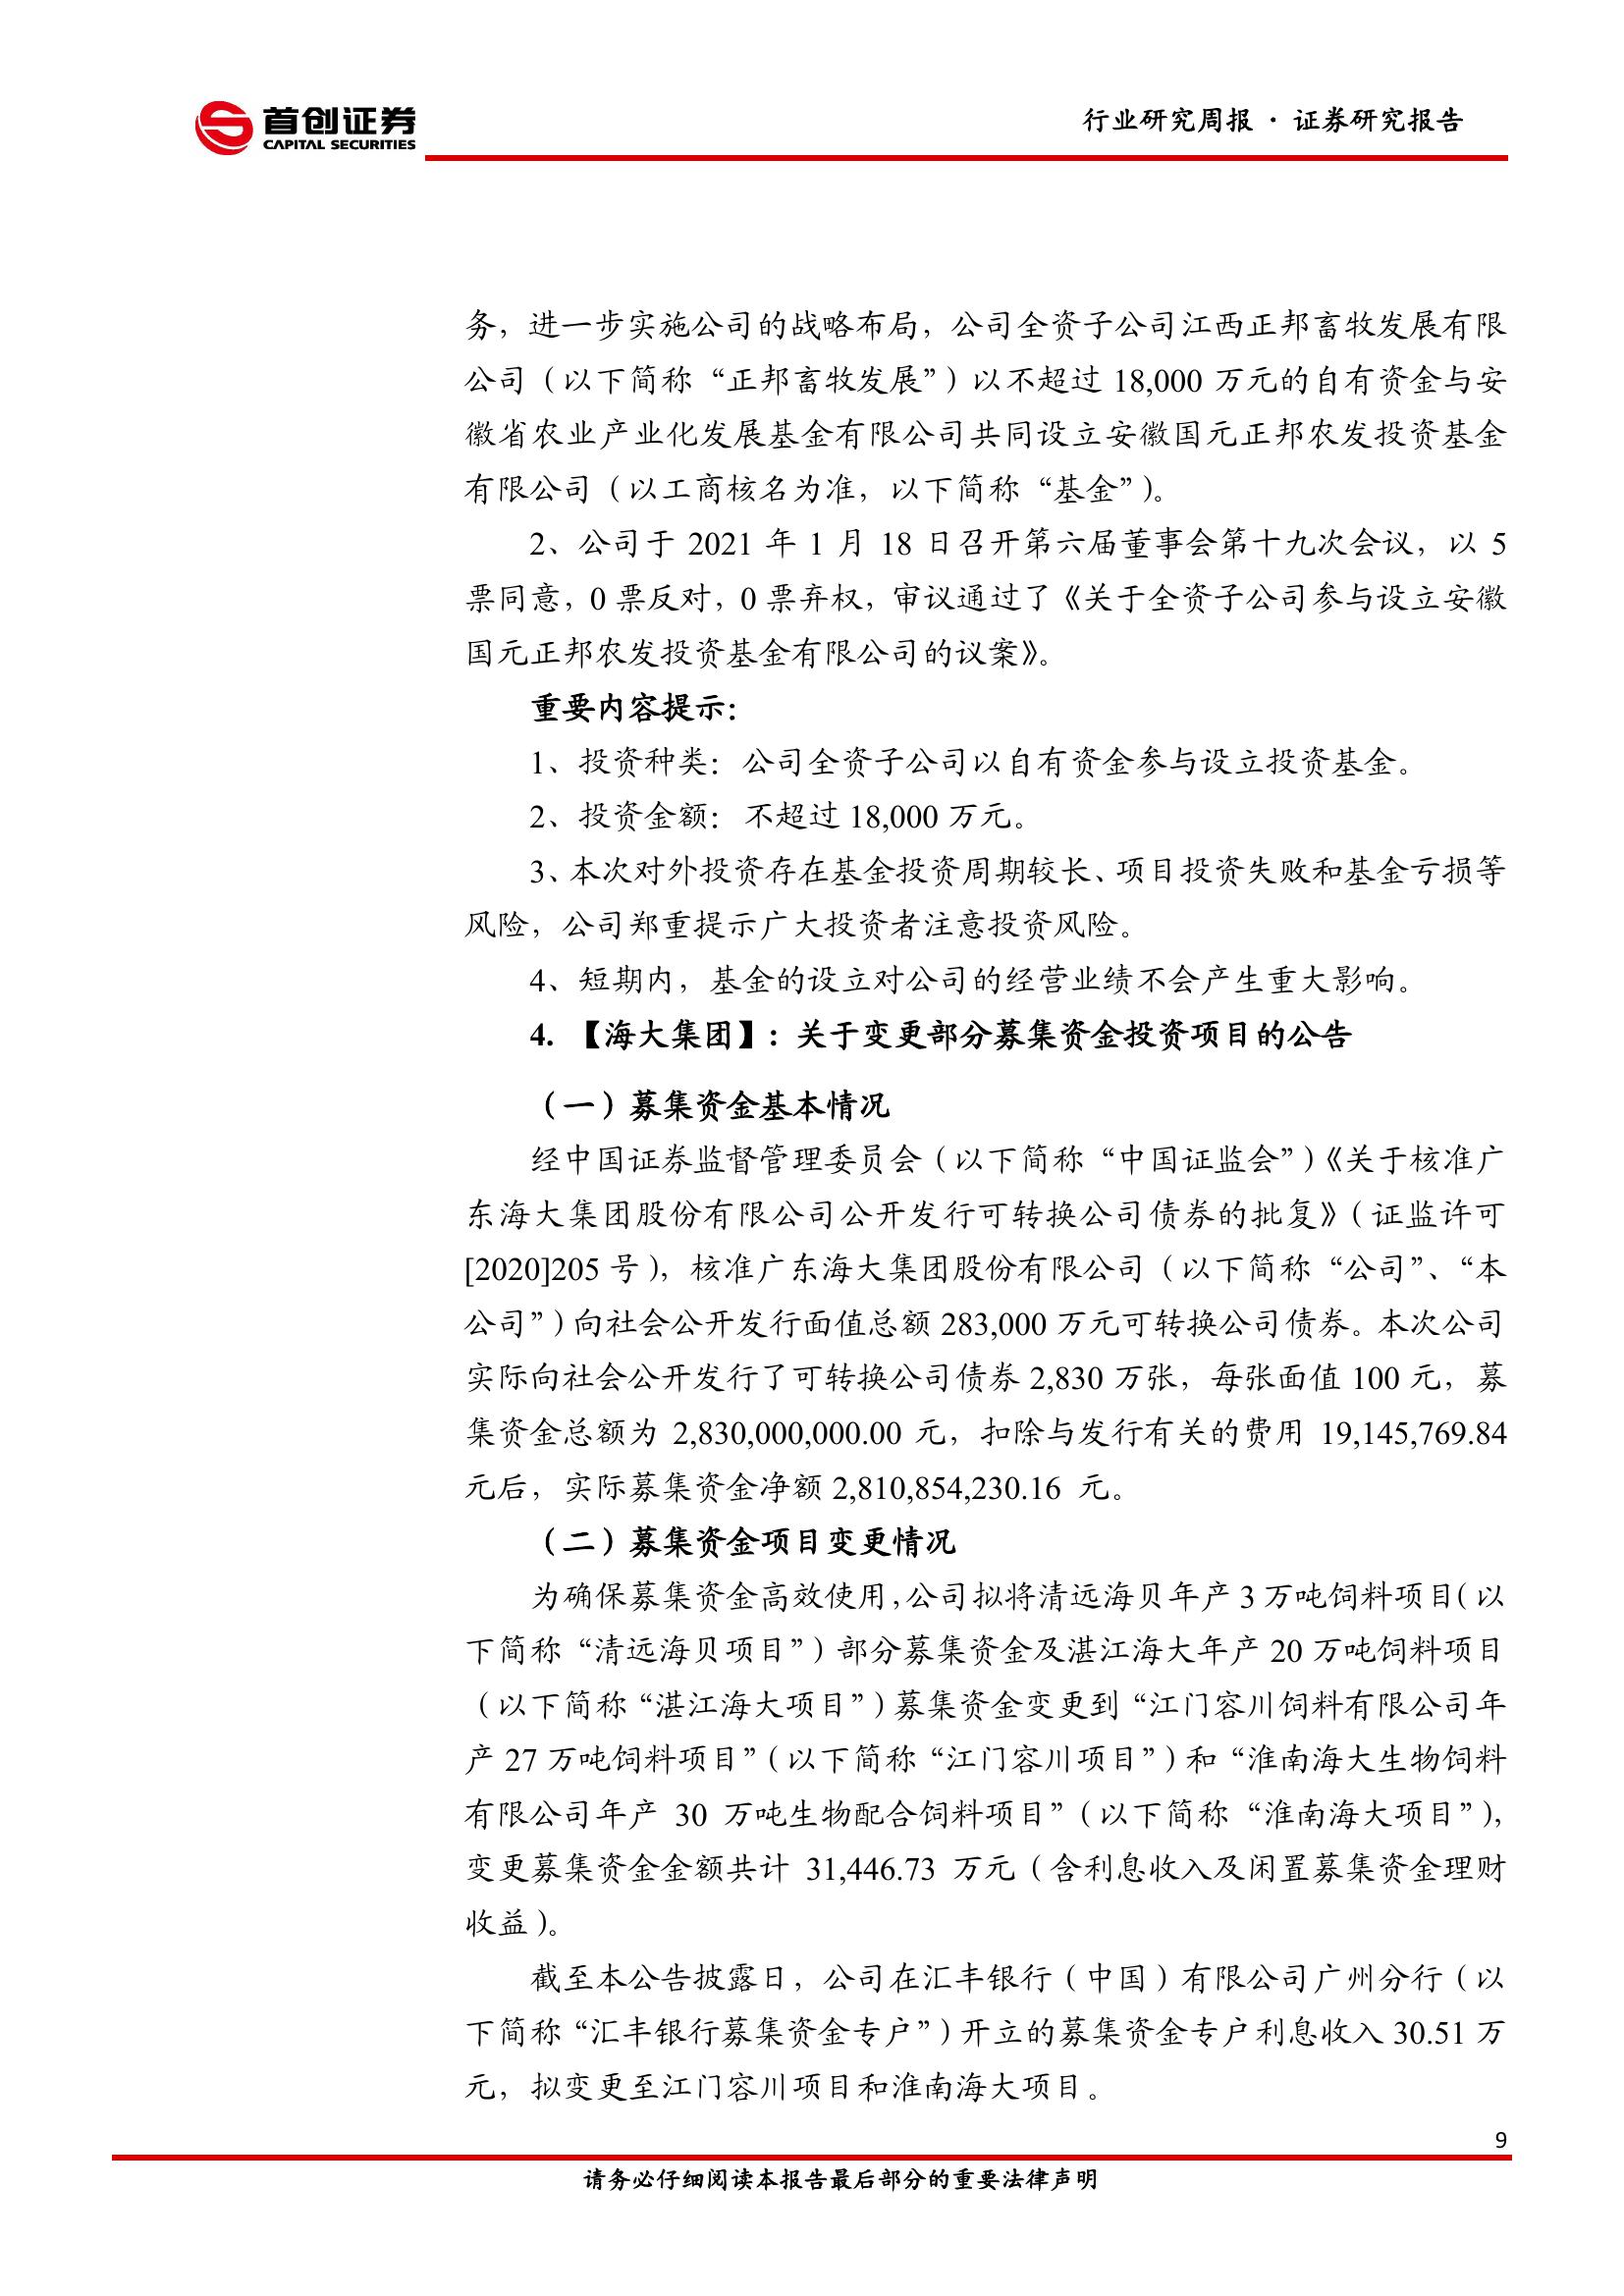 首创证券
CAPITAL SECURITIES
行业研究周报 · 证券研究报告
务，进一步实施公司的战略布局，公司全资子公司江西正邦畜牧发展有限
公司（以下简称“正邦畜牧发展”）以不超过 18,000 万元的自有资金与安
徽省农业产业化发展基金有限公司共同设立安徽国元正邦农发投资基金
有限公司（以工商核名为准，以下简称“基金”）。
2、公司于 2021 年 1 月 18 日召开第六届董事会第十九次会议，以 5
票同意，0 票反对，0 票弃权，审议通过了《关于全资子公司参与设立安徽
国元正邦农发投资基金有限公司的议案》。
重要内容提示：
1、投资种类：公司全资子公司以自有资金参与设立投资基金。
2、投资金额：不超过 18,000 万元。
3、本次对外投资存在基金投资周期较长、项目投资失败和基金亏损等
风险，公司郑重提示广大投资者注意投资风险。
4、短期内，基金的设立对公司的经营业绩不会产生重大影响。
4. 【海大集团】：关于变更部分募集资金投资项目的公告
（一）募集资金基本情况
经中国证券监督管理委员会（以下简称“中国证监会”）《关于核准广
东海大集团股份有限公司公开发行可转换公司债券的批复》（证监许可
[2020]205 号），核准广东海大集团股份有限公司（以下简称“公司”、“本
公司”）向社会公开发行面值总额 283,000 万元可转换公司债券。本次公司
实际向社会公开发行了可转换公司债券 2,830 万张，每张面值 100 元，募
集资金总额为 2,830,000,000.00 元，扣除与发行有关的费用 19,145,769.84
元后，实际募集资金净额 2,810,854,230.16 元。
（二）募集资金项目变更情况
为确保募集资金高效使用，公司拟将清远海贝年产 3 万吨饲料项目（以
下简称“清远海贝项目”）部分募集资金及湛江海大年产 20 万吨饲料项目
（以下简称“湛江海大项目”）募集资金变更到“江门容川饲料有限公司年
产 27 万吨饲料项目”（以下简称“江门容川项目”）和“淮南海大生物饲料
有限公司年产 30 万吨生物配合饲料项目”（以下简称“淮南海大项目”），
变更募集资金金额共计 31,446.73 万元（含利息收入及闲置募集资金理财
收益）。
截至本公告披露日，公司在汇丰银行（中国）有限公司广州分行（以
下简称“汇丰银行募集资金专户”）开立的募集资金专户利息收入 30.51 万
元，拟变更至江门容川项目和淮南海大项目。
9
请务必仔细阅读本报告最后部分的重要法律声明